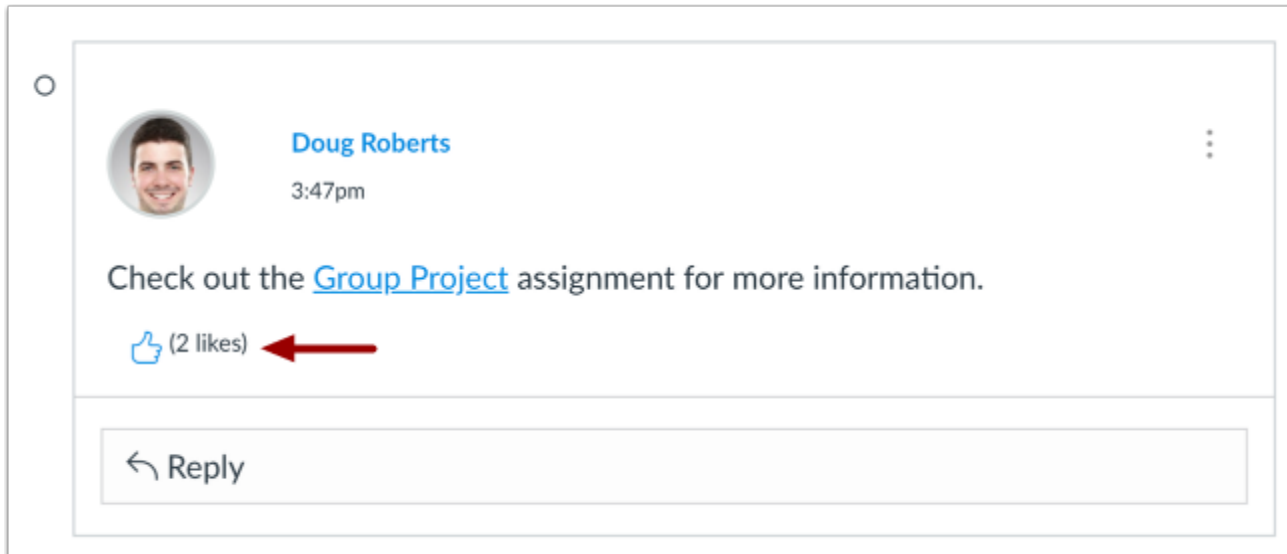 Doug Roberts
3:47pm
Check out the Group Project assignment for more information.
(2 likes)
Reply